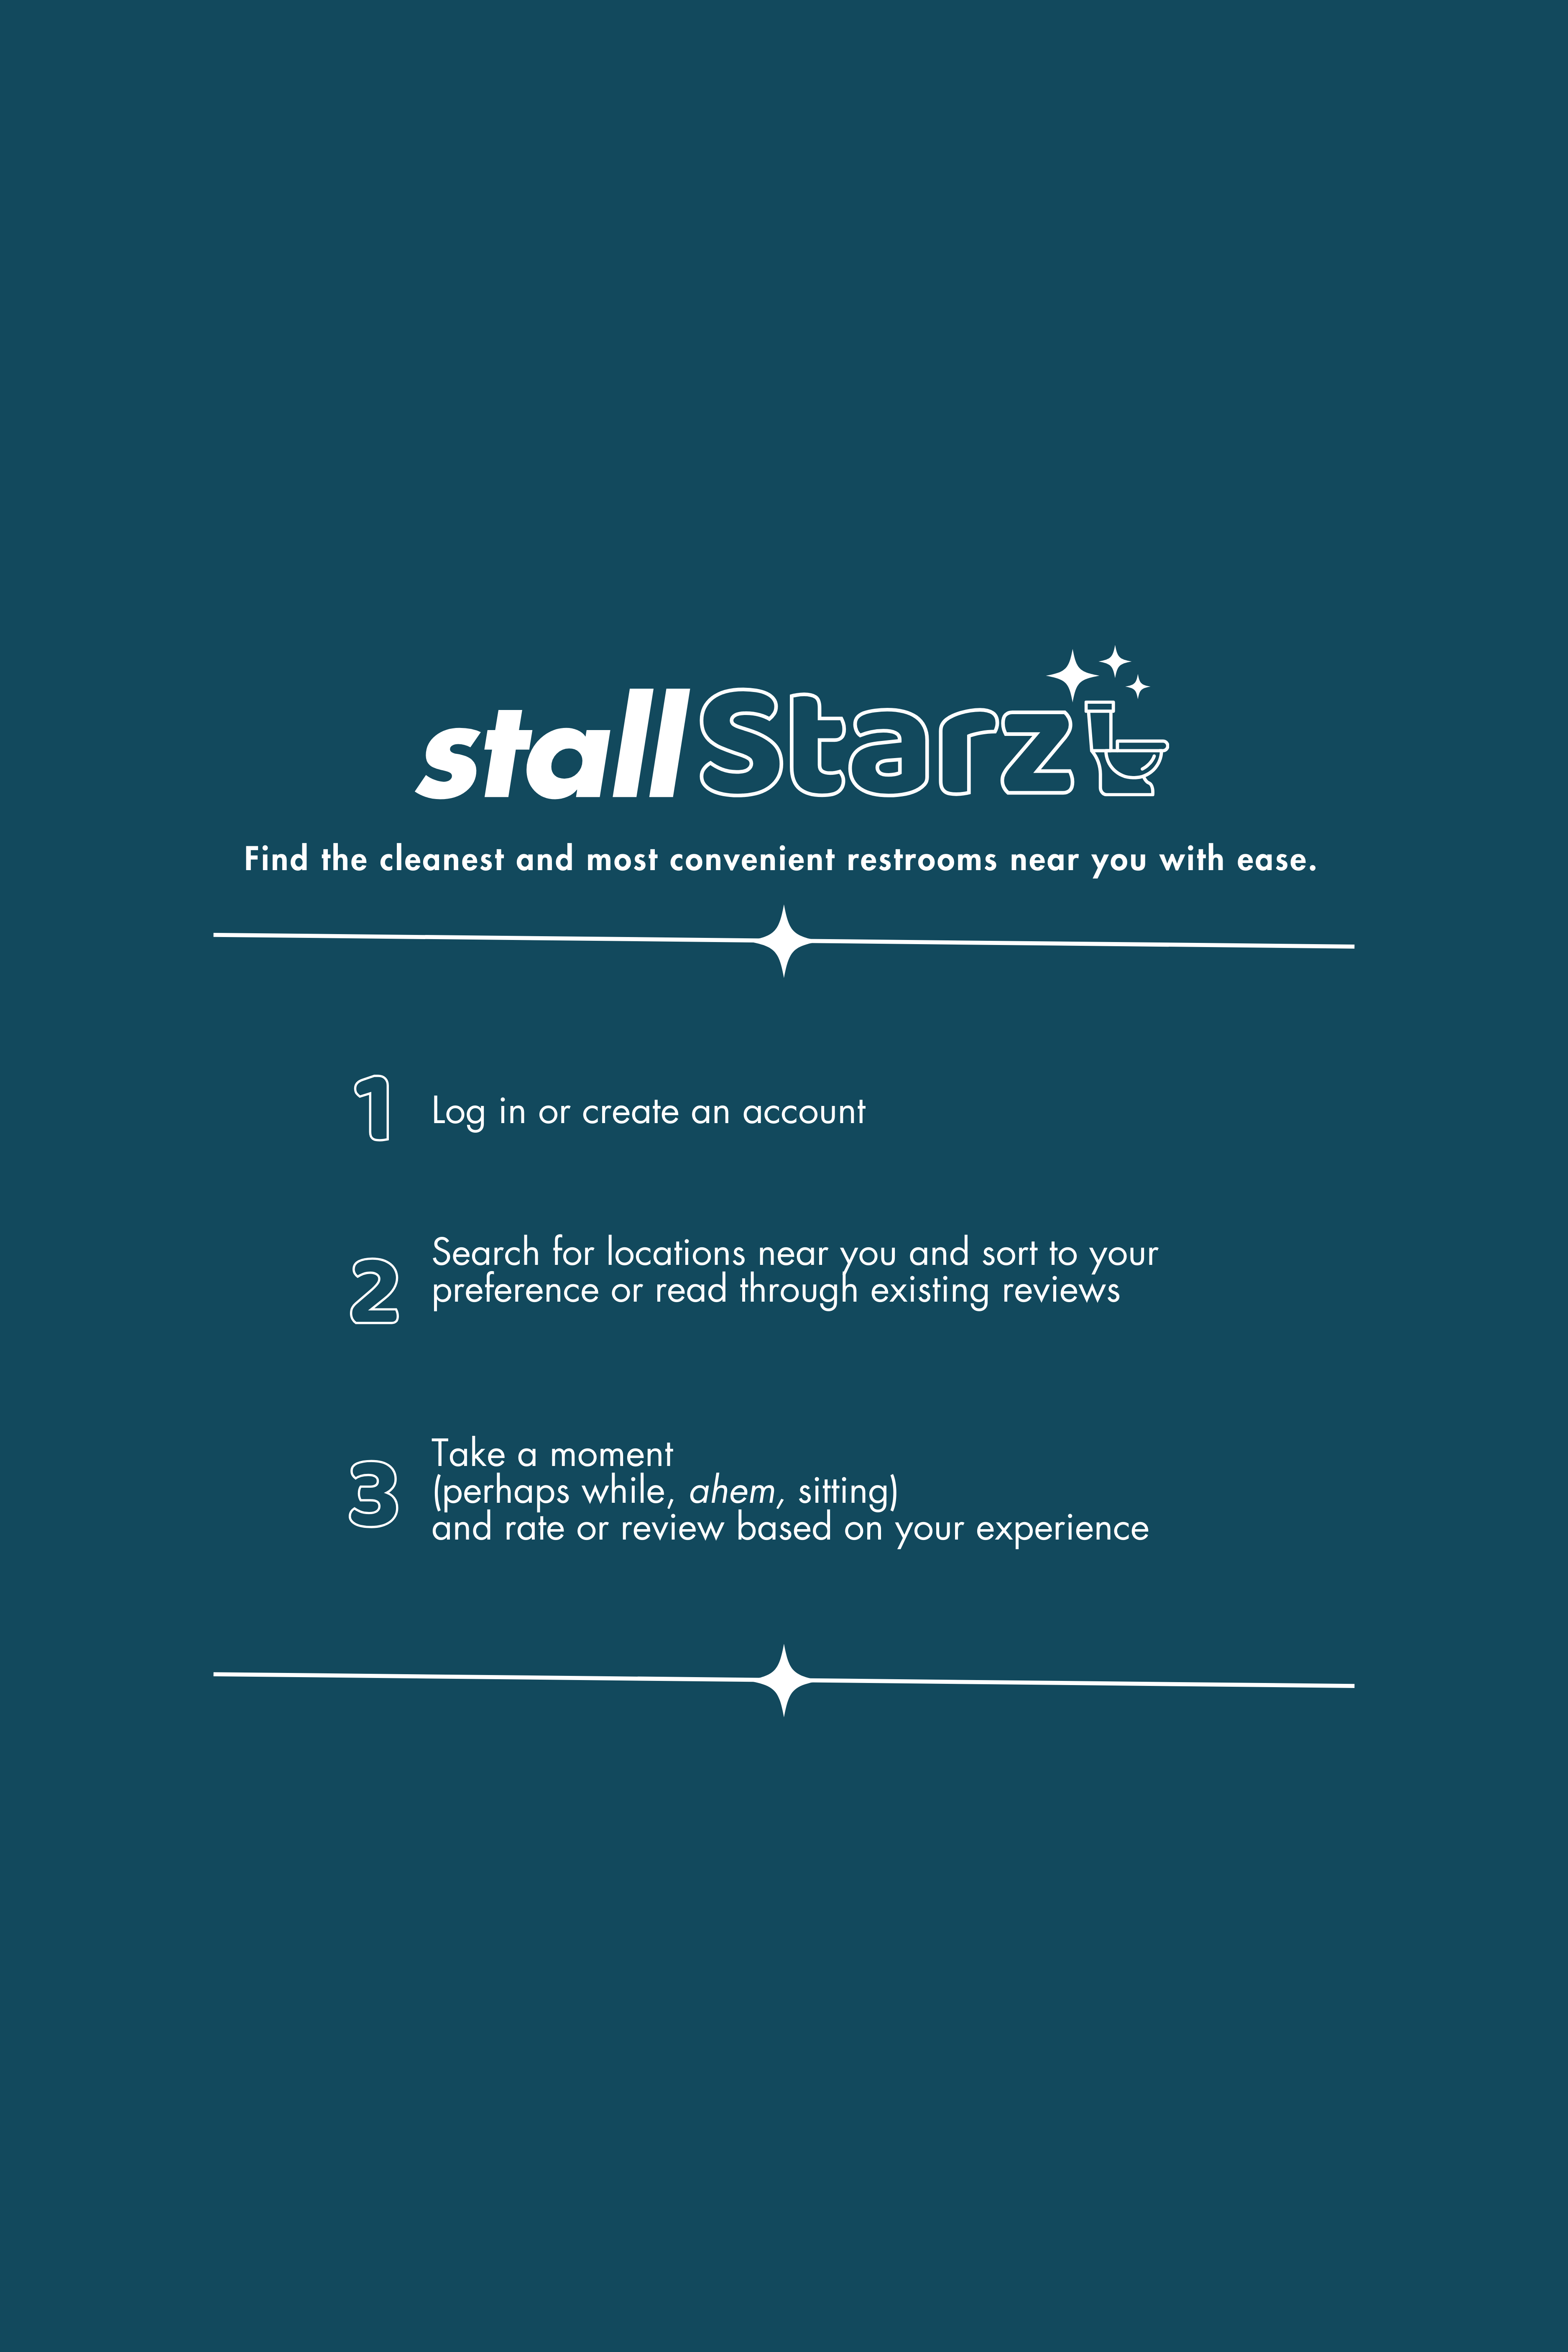 stallStarz
Find the cleanest and most convenient restrooms near you with ease.
1 Log in or create an account
2 Search for locations near you and sort to your
preference or read through existing reviews
3 Take a moment
(perhaps while, ahem, sitting)
and rate or review based on your experience